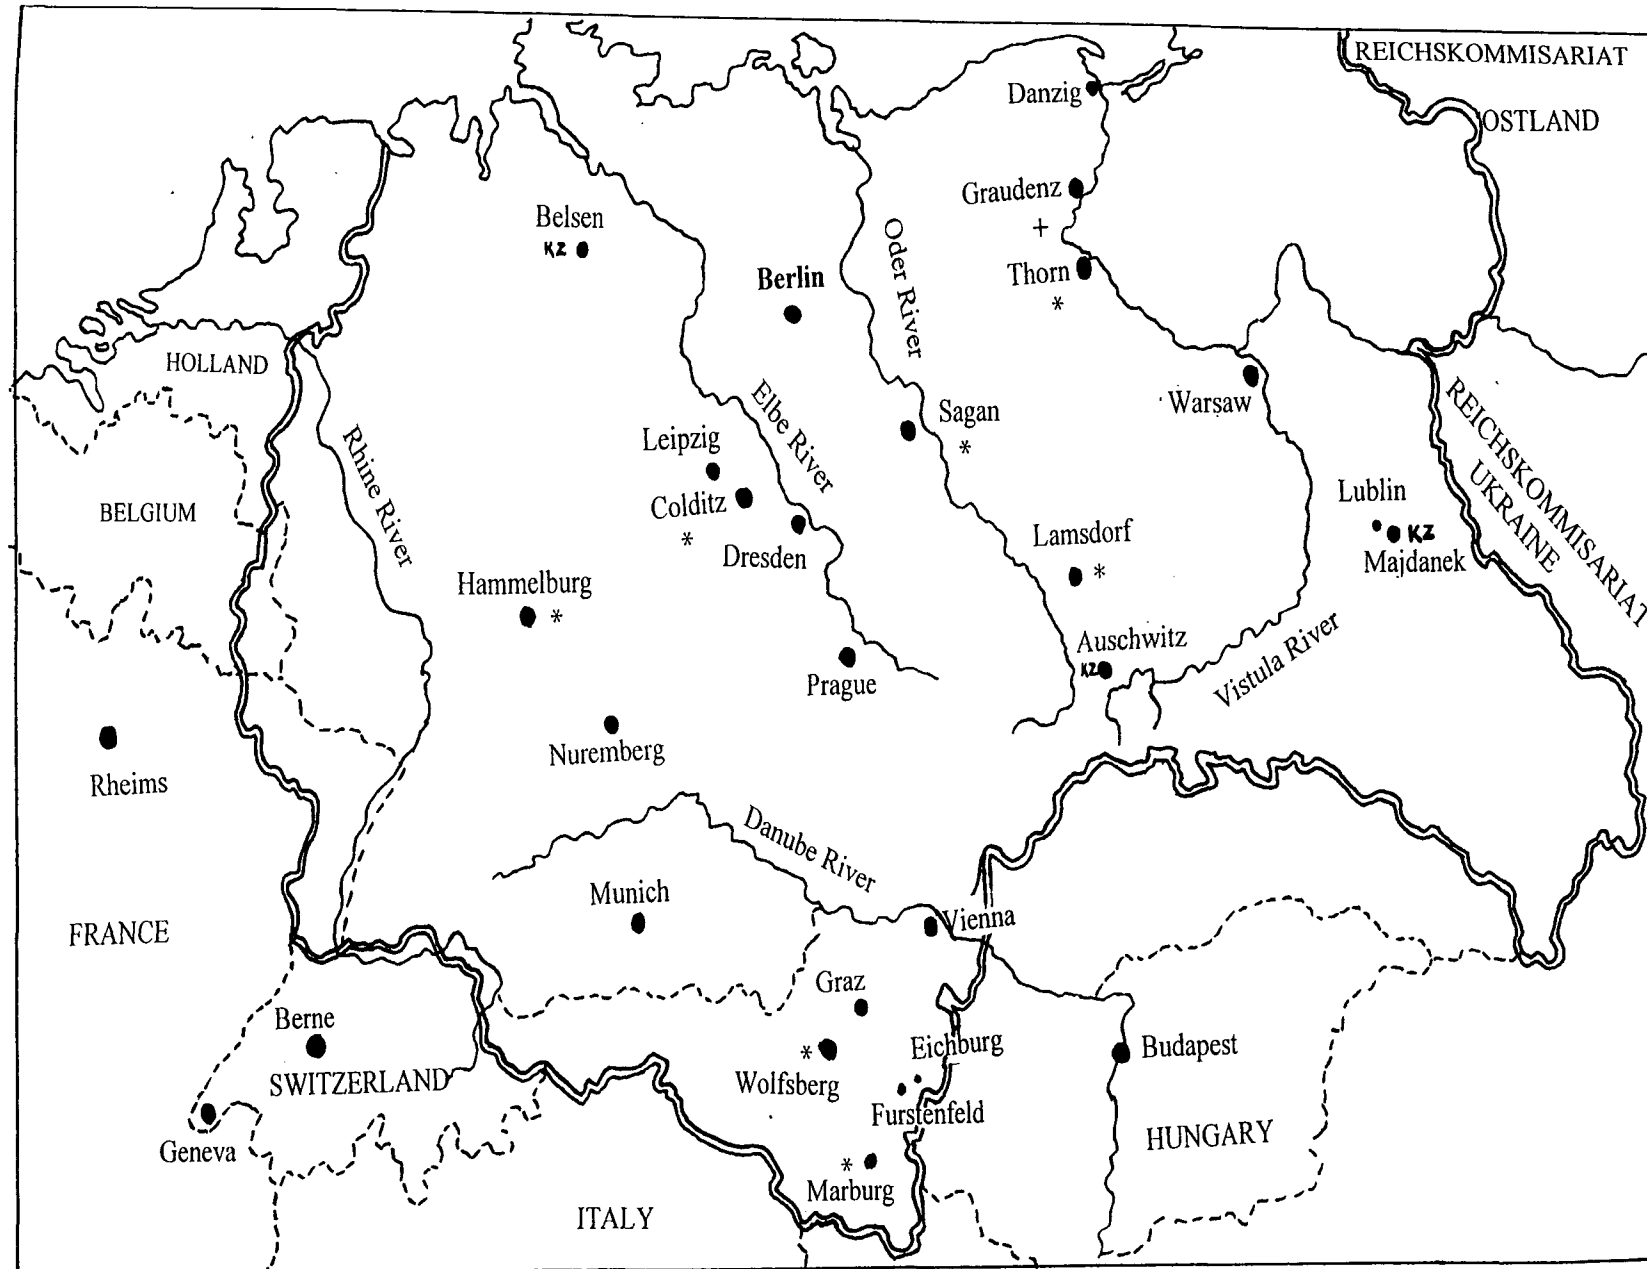 REICHSKOMMISARIAT
OSTLAND
Danzig
Graudenz
+
Thorn
*
Belsen
KZ
Berlin
Oder River
HOLLAND
Warsaw
REICHSKOMMISARIAT
UKRAINE
Sagan
*
Elbe River
Leipzig
Rhine River
Colditz
*
Dresden
BELGIUM
Lublin
KZ
Majdanek
Lamsdorf
*
Hammelburg
*
Auschwitz
KZ
Vistula River
Prague
Nuremberg
Rheims
Danube River
Munich
Vienna
FRANCE
Graz
Berne
Eichburg
Budapest
*
Wolfsberg
SWITZERLAND
Furstenfeld
Geneva
HUNGARY
*
Marburg
ITALY